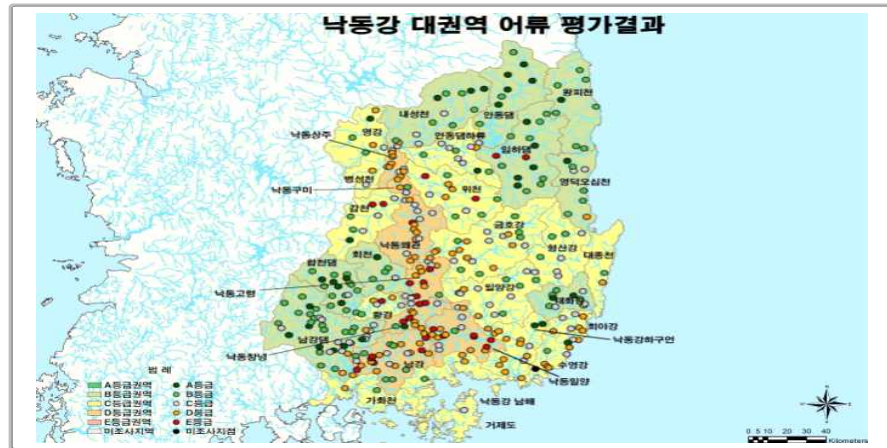 낙동강 대권역 어류 평가결과
왕피천
내성천
안동댐
영강
낙동상주
안동댐하류
임하댐
병성천
위천
영덕오십천
낙동구미
감천
금호강
낙동왜관
형산강
회천
대종천
합천댐
낙동고령
밀양강
태화강
황강
회야강
남강댐
낙동강하구언
낙동창녕
수영강
남강
낙동밀양
가화천
낙동강 남해
거제도
범 례
A등급권역 A등급
B등급권역 B등급
C등급권역 C등급
D등급권역 D등급
E등급권역 E등급
미조사지역 미조사지점
0 5 10 20 30 40
Kilometers